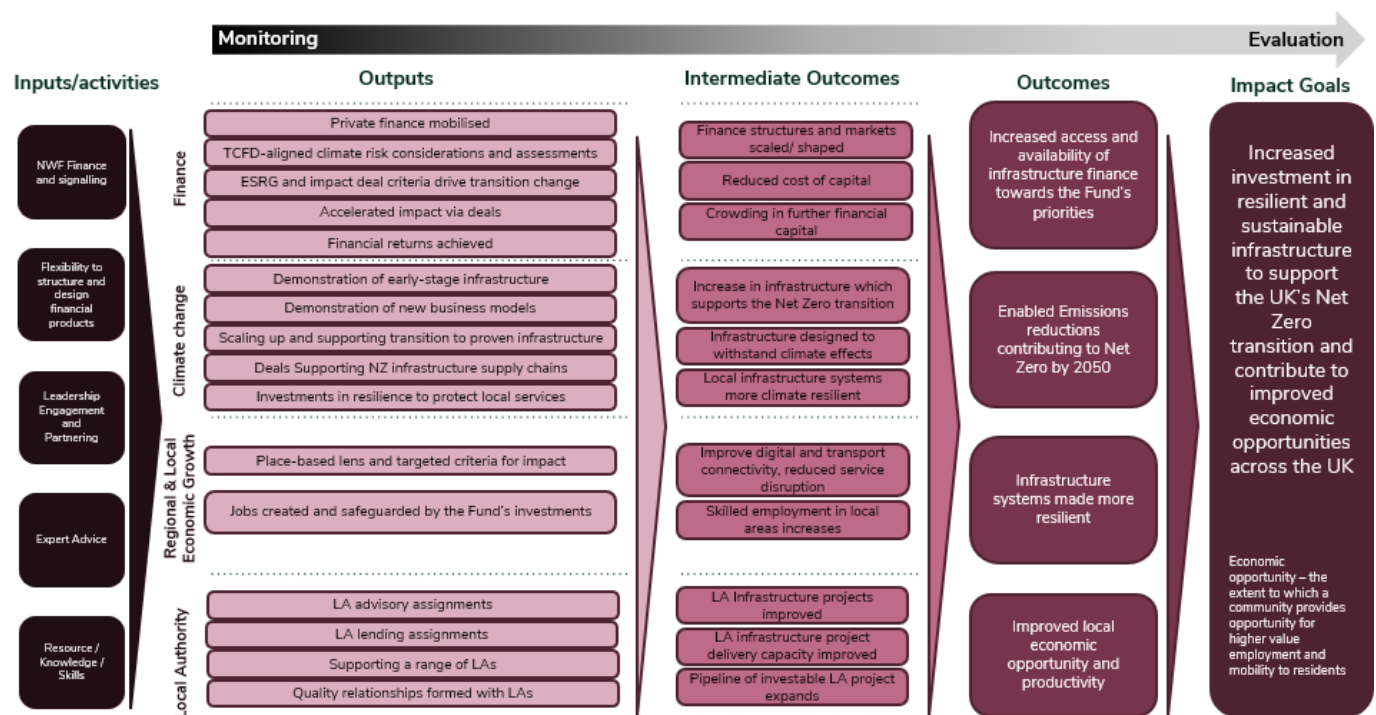 Monitoring
Evaluation
Inputs/activities
Outputs
Intermediate Outcomes
Outcomes
Impact Goals
NWF Finance
and signalling
Flexibility to
structure and
design
financial
products
Leadership
Engagement
and
Partnering
Expert Advice
Resource /
Knowledge /
Skills
Finance
Private finance mobilised
TCFD-aligned climate risk considerations and assessments
ESRG and impact deal criteria drive transition change
Accelerated impact via deals
Financial returns achieved
Climate change
Demonstration of early-stage infrastructure
Demonstration of new business models
Scaling up and supporting transition to proven infrastructure
Deals Supporting NZ infrastructure supply chains
Investments in resilience to protect local services
Regional & Local
Economic Growth
Place-based lens and targeted criteria for impact
Jobs created and safeguarded by the Fund's investments
Local Authority
LA advisory assignments
LA lending assignments
Supporting a range of LAs
Quality relationships formed with LAs
Finance structures and markets
scaled/ shaped
Reduced cost of capital
Crowding in further financial
capital
Increase in infrastructure which
supports the Net Zero transition
Infrastructure designed to
withstand climate effects
Local infrastructure systems
more climate resilient
Improve digital and transport
connectivity, reduced service
disruption
Skilled employment in local
areas increases
LA Infrastructure projects
improved
LA infrastructure project
delivery capacity improved
Pipeline of investable LA project
expands
Increased access and
availability of
infrastructure finance
towards the Fund's
priorities
Enabled Emissions
reductions
contributing to Net
Zero by 2050
Infrastructure
systems made more
resilient
Improved local
economic
opportunity and
productivity
Increased
investment in
resilient and
sustainable
infrastructure
to support
the UK's Net
Zero
transition and
contribute to
improved
economic
opportunities
across the UK
Economic
opportunity – the
extent to which a
community provides
opportunity for
higher value
employment and
mobility to residents